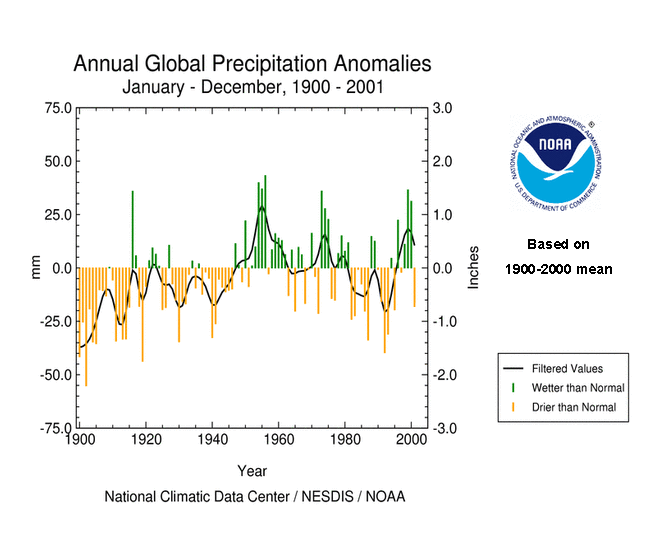 Annual Global Precipitation Anomalies
January - December, 1900 - 2001
75.0
50.0
25.0
0.0
-25.0
-50.0
-75.0
mm
3.0
2.0
1.0
0.0
-1.0
-2.0
-3.0
Inches
1900 1920 1940 1960 1980 2000
Year
National Climatic Data Center / NESDIS / NOAA
NATIONAL OCEANIC AND ATMOSPHERIC ADMINISTRATION
®
NOAA
U.S. DEPARTMENT OF COMMERCE
Based on
1900-2000 mean
Filtered Values
Wetter than Normal
Drier than Normal